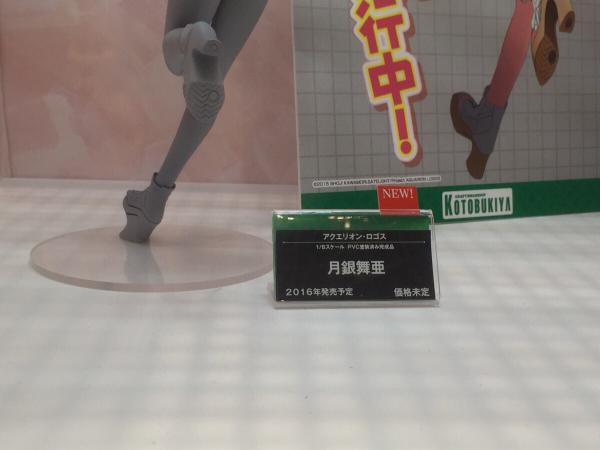 行中!
©2015 SHOJI KAWAMORI,SATELIGHT/Project AQUARION LOGOS
NEW!
KOTOBUKIYA
アクエリオン・ロゴス
1/8スケール PVC塗装済み完成品
月銀舞亜
2016年発売予定 価格未定